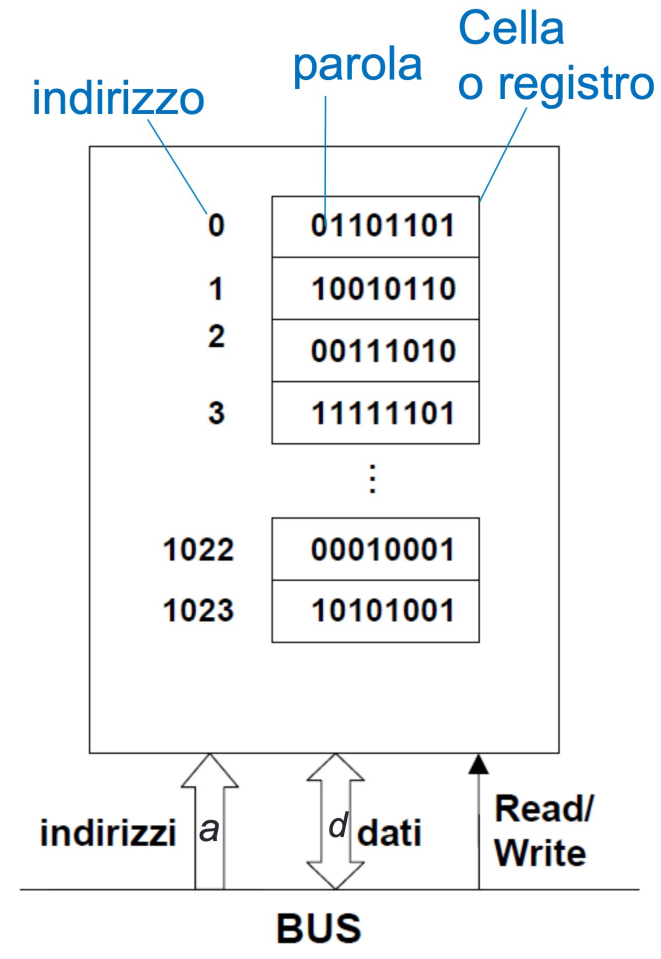 Cella
o registro
parola
indirizzo
0 01101101
1 10010110
2 00111010
3 11111101
⋮
1022 00010001
1023 10101001
indirizzi a d dati Read/
Write
BUS